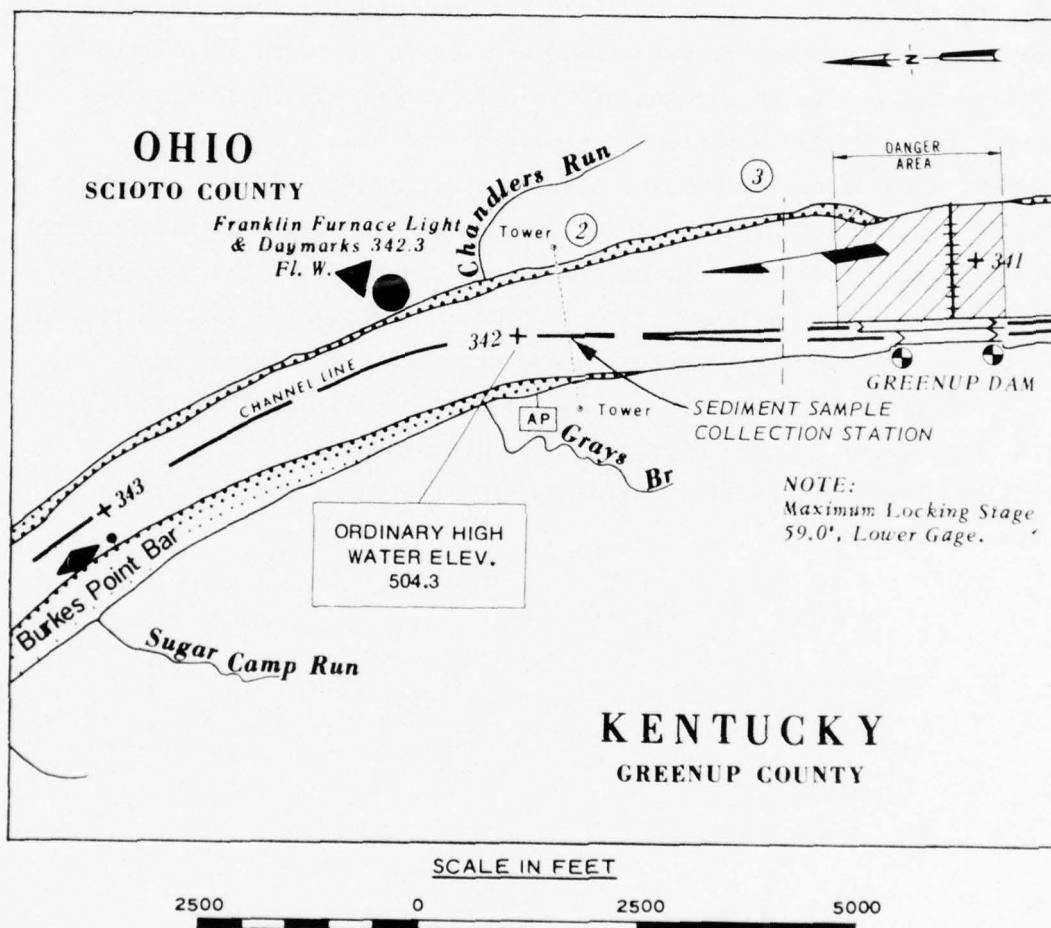 N
OHIO
SCIOTO COUNTY
Franklin Furnace Light
& Daymarks 342.3
Fl. W.
Chandlers Run
Tower
2
3
DANGER
AREA
+ 341
342 +
CHANNEL LINE
GREENUP DAM
SEDIMENT SAMPLE
COLLECTION STATION
Tower
AP
Grays
Br
+ 343
NOTE:
Maximum Locking Stage
59.0', Lower Gage.
ORDINARY HIGH
WATER ELEV.
504.3
Burkes Point Bar
Sugar Camp Run
KENTUCKY
GREENUP COUNTY
SCALE IN FEET
2500 0 2500 5000